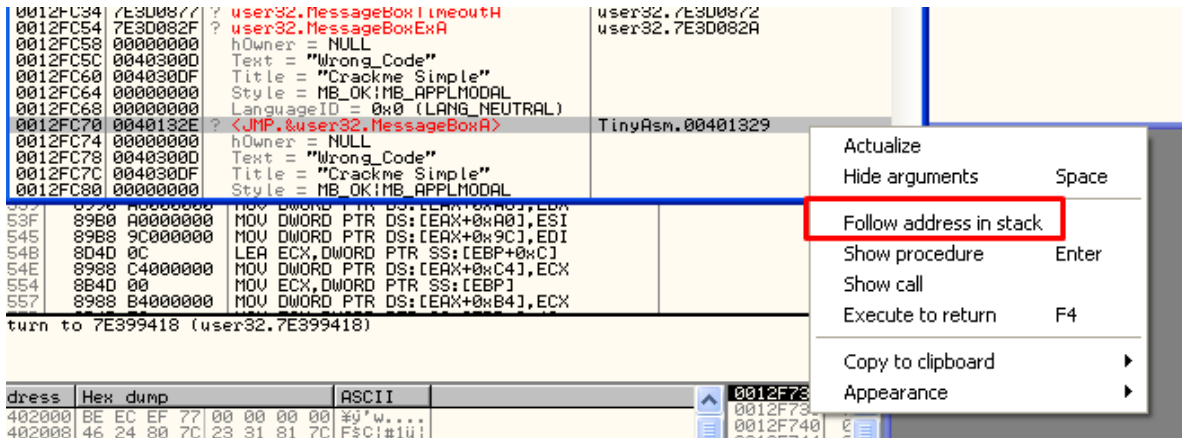 0012FC34 7E3D0877 ? user32.MessageBoxTimeoutA user32.7E3D0872
0012FC54 7E3D082F ? user32.MessageBoxExA user32.7E3D082A
0012FC58 00000000 hOwner = NULL
0012FC5C 0040300D Text = "Wrong_Code"
0012FC60 004030DF Title = "Crackme Simple"
0012FC64 00000000 Style = MB_OK|MB_APPLMODAL
0012FC68 00000000 LanguageID = 0x0 (LANG_NEUTRAL)
0012FC70 0040132E ? <JMP.&user32.MessageBoxA> TinyAsm.00401329
0012FC74 00000000 hOwner = NULL
0012FC78 0040300D Text = "Wrong_Code"
0012FC7C 004030DF Title = "Crackme Simple"
0012FC80 00000000 Style = MB_OK|MB_APPLMODAL
Actualize
Hide arguments Space
Follow address in stack
Show procedure Enter
Show call
Execute to return F4
Copy to clipboard
Appearance
53F 89B0 A0000000 MOV DWORD PTR DS:[EAX+0xA0],ESI
545 89B8 9C000000 MOV DWORD PTR DS:[EAX+0x9C],EDI
54B 8D4D 0C LEA ECX,DWORD PTR SS:[EBP+0xC]
54E 8988 C4000000 MOV DWORD PTR DS:[EAX+0xC4],ECX
554 8B4D 00 MOV ECX,DWORD PTR SS:[EBP]
557 8988 B4000000 MOV DWORD PTR DS:[EAX+0xB4],ECX
turn to 7E399418 (user32.7E399418)
dress Hex dump ASCII
402000 BE EC EF 77 00 00 00 00
402008 46 24 80 7C 23 31 81 7C
0012F73
0012F73
0012F740